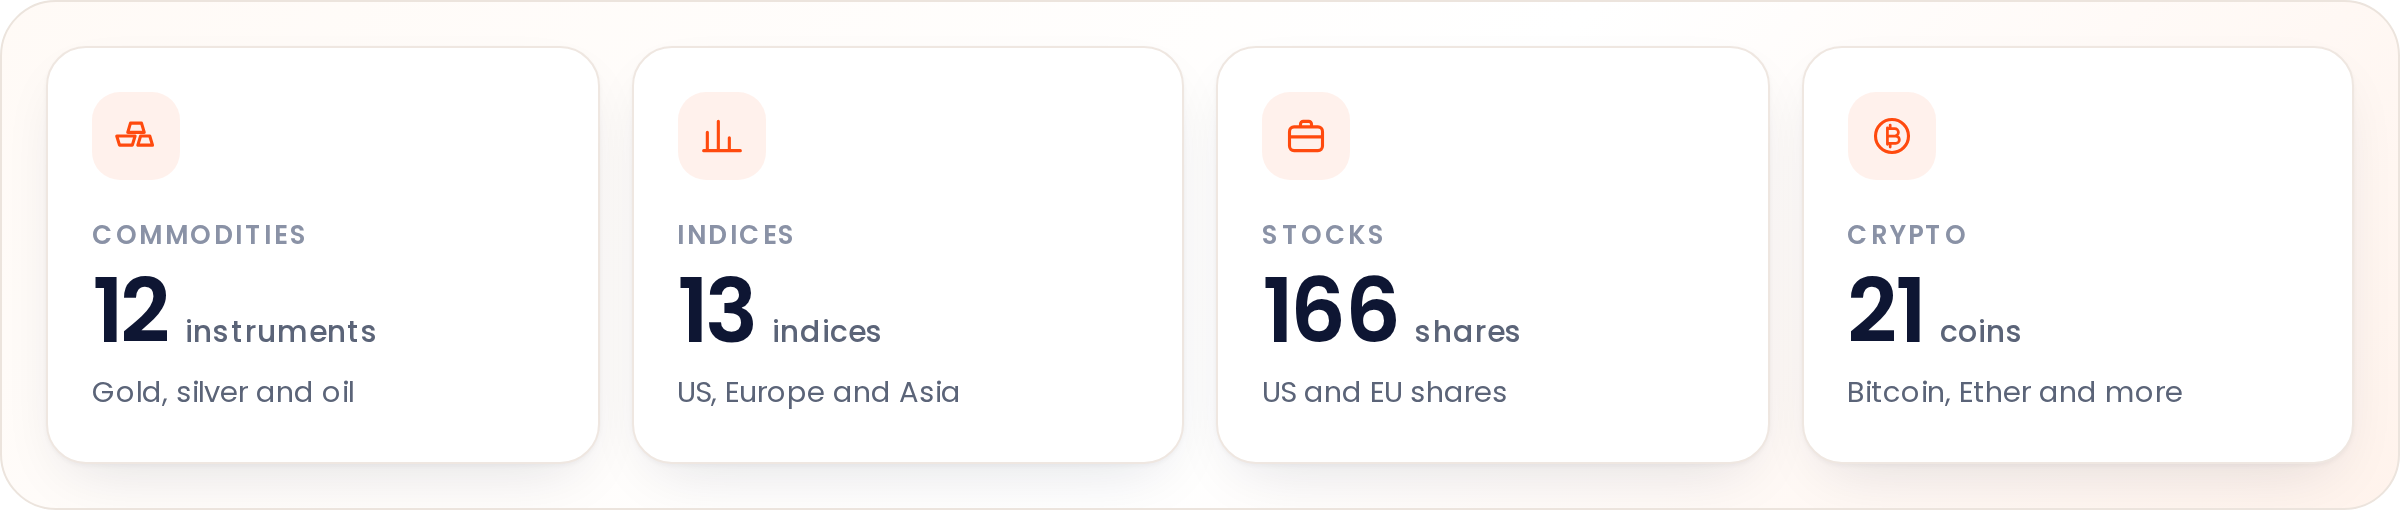 COMMODITIES
12 instruments
Gold, silver and oil
INDICES
13 indices
US, Europe and Asia
STOCKS
166 shares
US and EU shares
CRYPTO
21 coins
Bitcoin, Ether and more